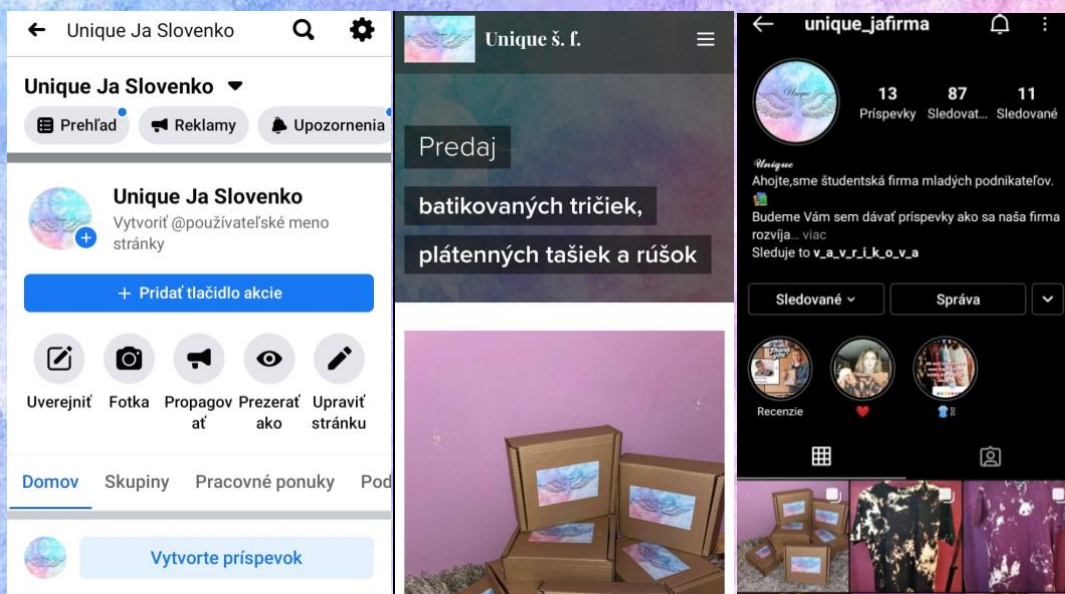 Unique Ja Slovenko
Unique Ja Slovenko
Prehľad
Reklamy
Upozornenia
Unique Ja Slovenko
Vytvoriť @používateľské meno
stránky
+ Pridať tlačidlo akcie
Uverejniť
Fotka
Propagov
ať
Prezerať
ako
Upraviť
stránku
Domov
Skupiny
Pracovné ponuky
Pod
Vytvorte príspevok
Unique š. f.
Predaj
batikovaných tričiek,
plátenných tašiek a rúšok
unique_jafirma
Unique
13
Príspevky
87
Sledovat...
11
Sledované
Unique
Ahojte,sme študentská firma mladých podnikateľov.
Budeme Vám sem dávať príspevky ako sa naša firma
rozvíja... viac
Sleduje to v_a_v_r_i_k_o_v_a
Sledované
Správa
Recenzie